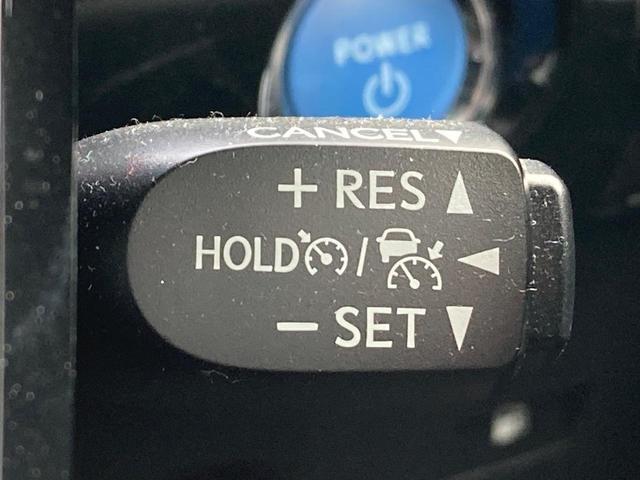 POWER
CANCEL▼
+ RES ▲
HOLD / ◀
− SET ▼